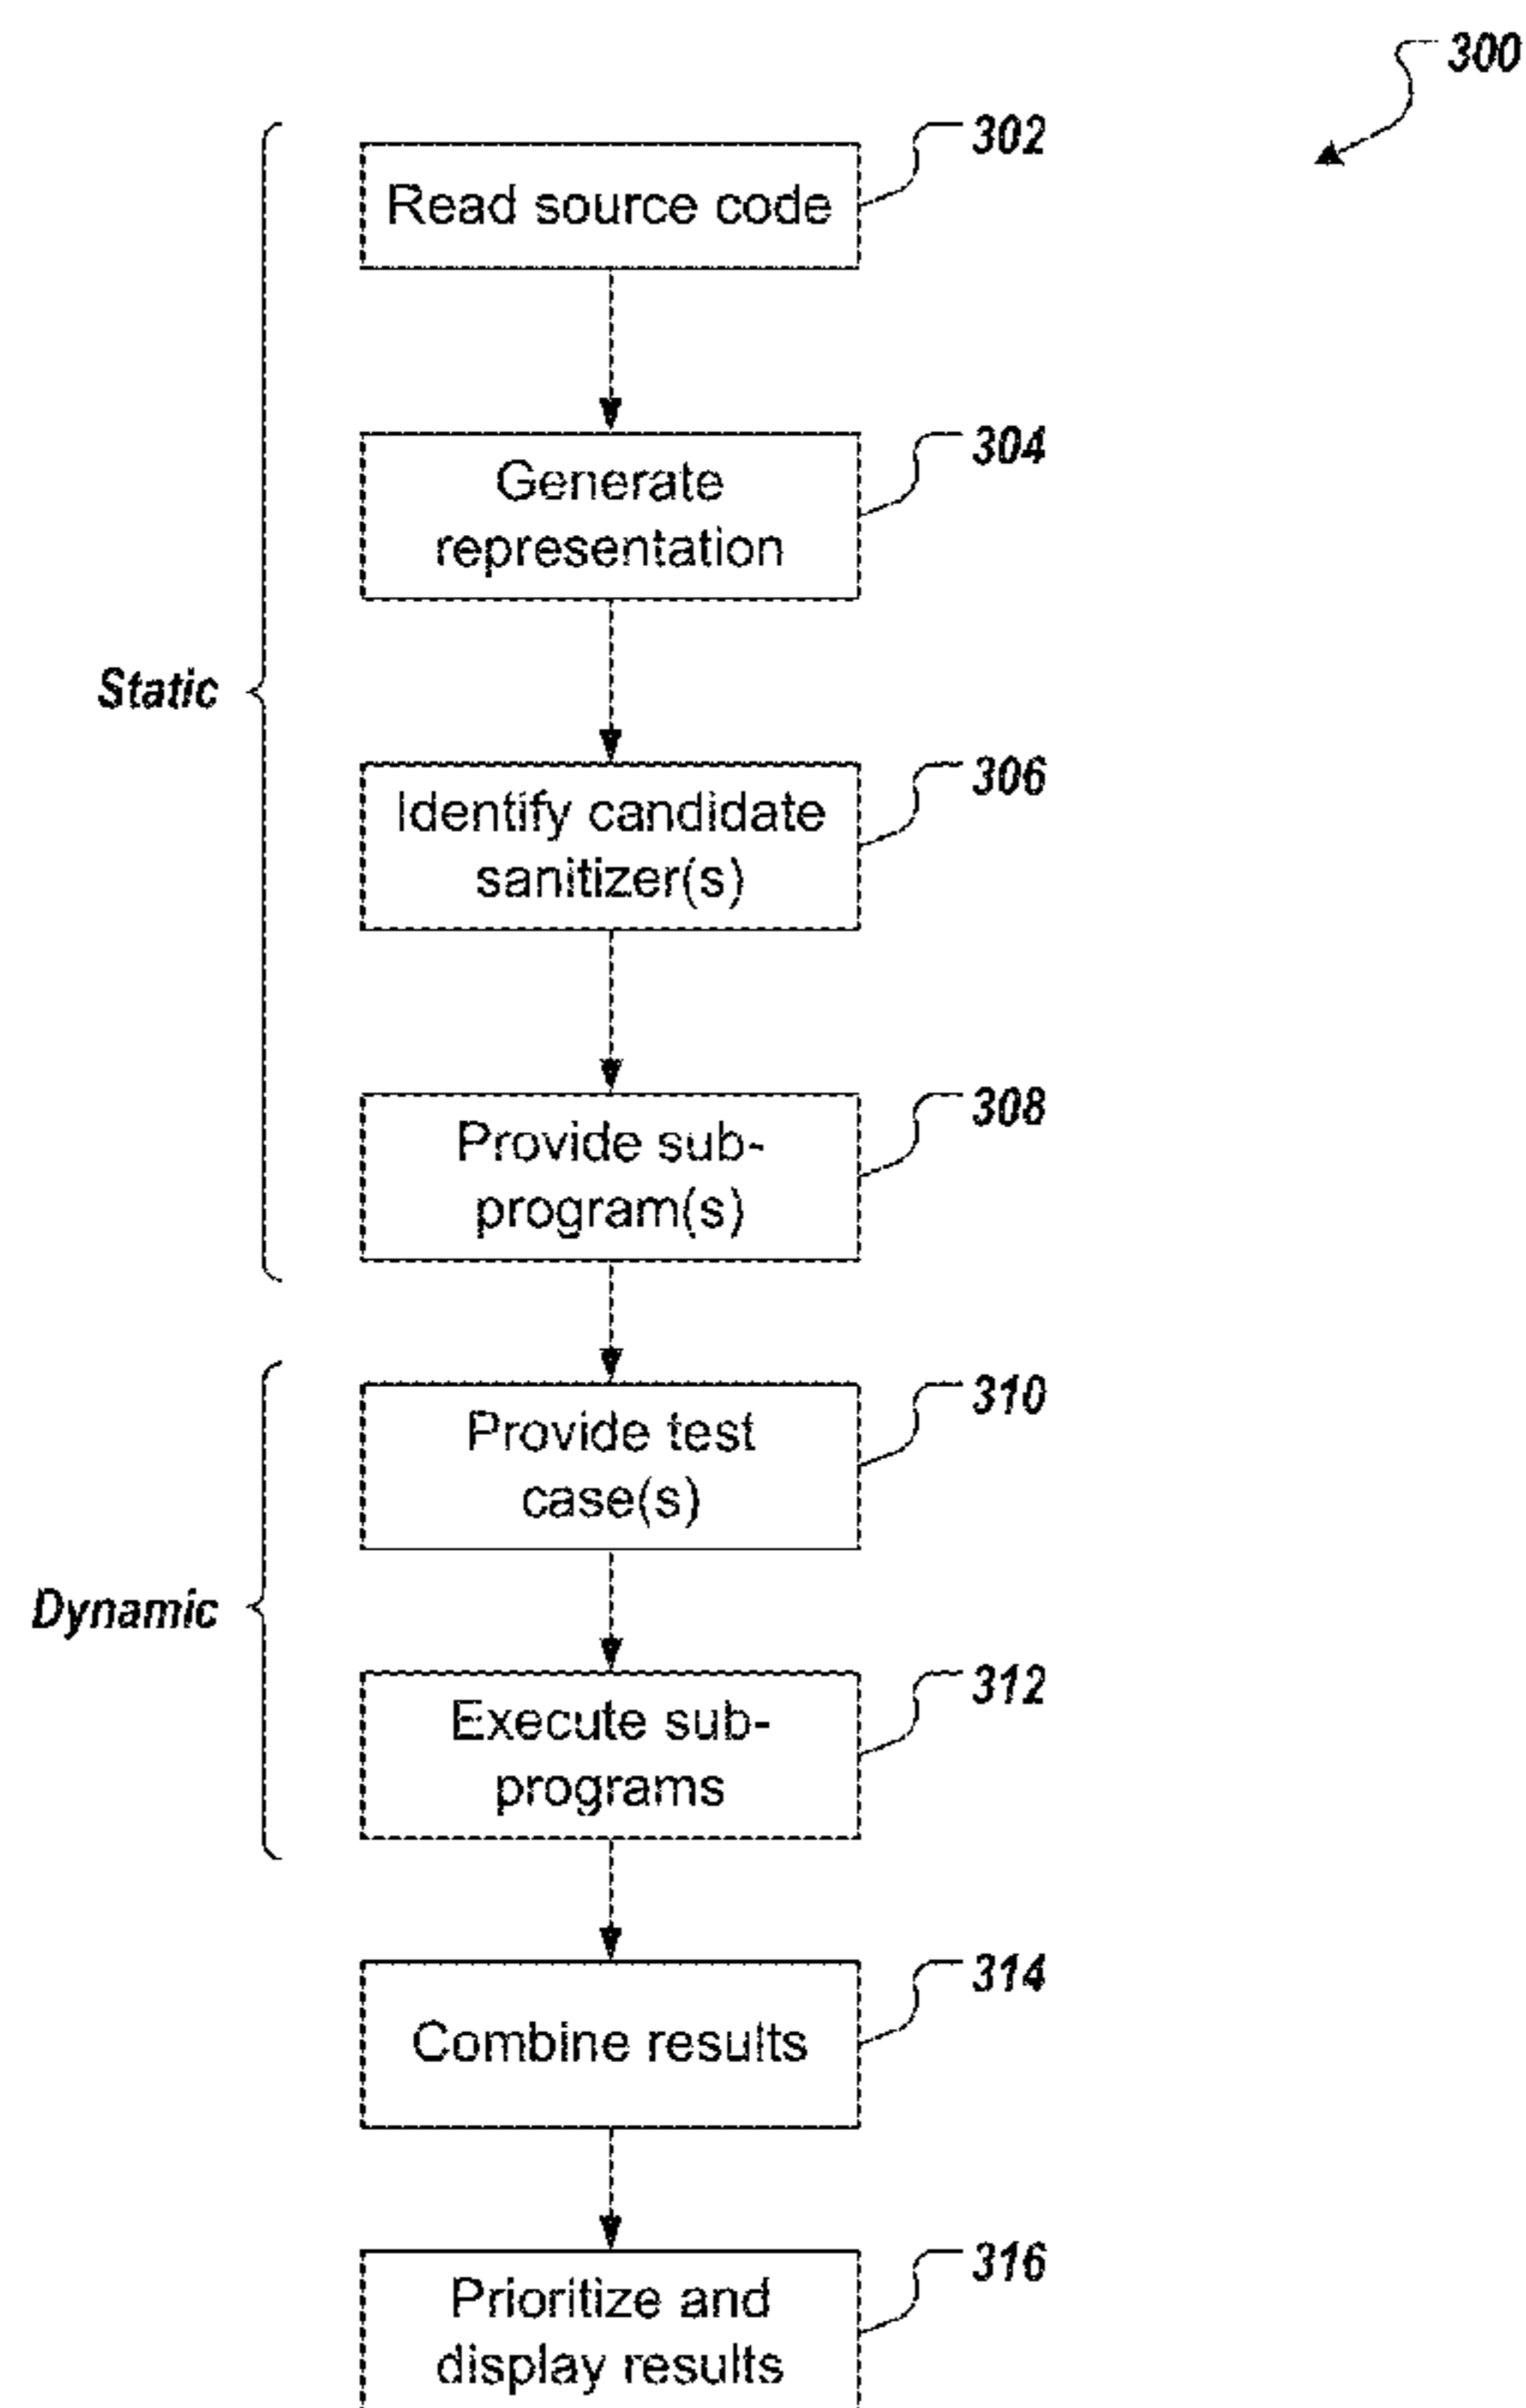 300
302
Read source code
304
Generate
representation
306
Identify candidate
sanitizer(s)
Static
308
Provide sub-
program(s)
310
Provide test
case(s)
Dynamic
312
Execute sub-
programs
314
Combine results
316
Prioritize and
display results